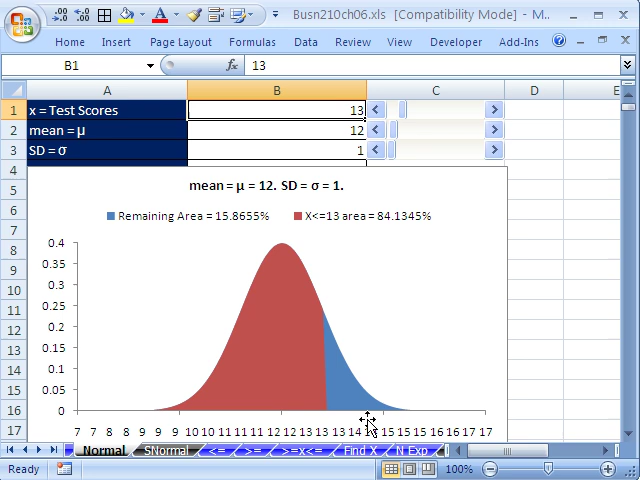 Busn210ch06.xls [Compatibility Mode] - M...
Home Insert Page Layout Formulas Data Review View Developer Add-Ins
B1 fx 13
A B C D E
1 x = Test Scores 13
2 mean = μ 12
3 SD = σ 1
4
5 mean = μ = 12. SD = σ = 1.
6 Remaining Area = 15.8655% X<=13 area = 84.1345%
7
8 0.4
9 0.35
10 0.3
11 0.25
12 0.2
13 0.15
14 0.1
15 0.05
16 0
17 7 7 8 8 9 9 9 10 10 11 11 12 12 13 13 14 14 15 15 15 16 16 17 17
Normal SNormal <= >= >=x<= Find X N Exp
Ready 100%